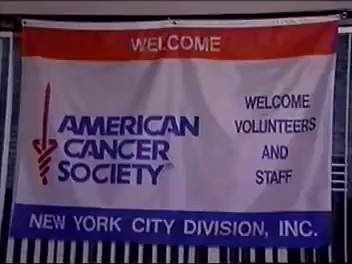 WELCOME
AMERICAN
CANCER
SOCIETY®
WELCOME
VOLUNTEERS
AND
STAFF
NEW YORK CITY DIVISION, INC.